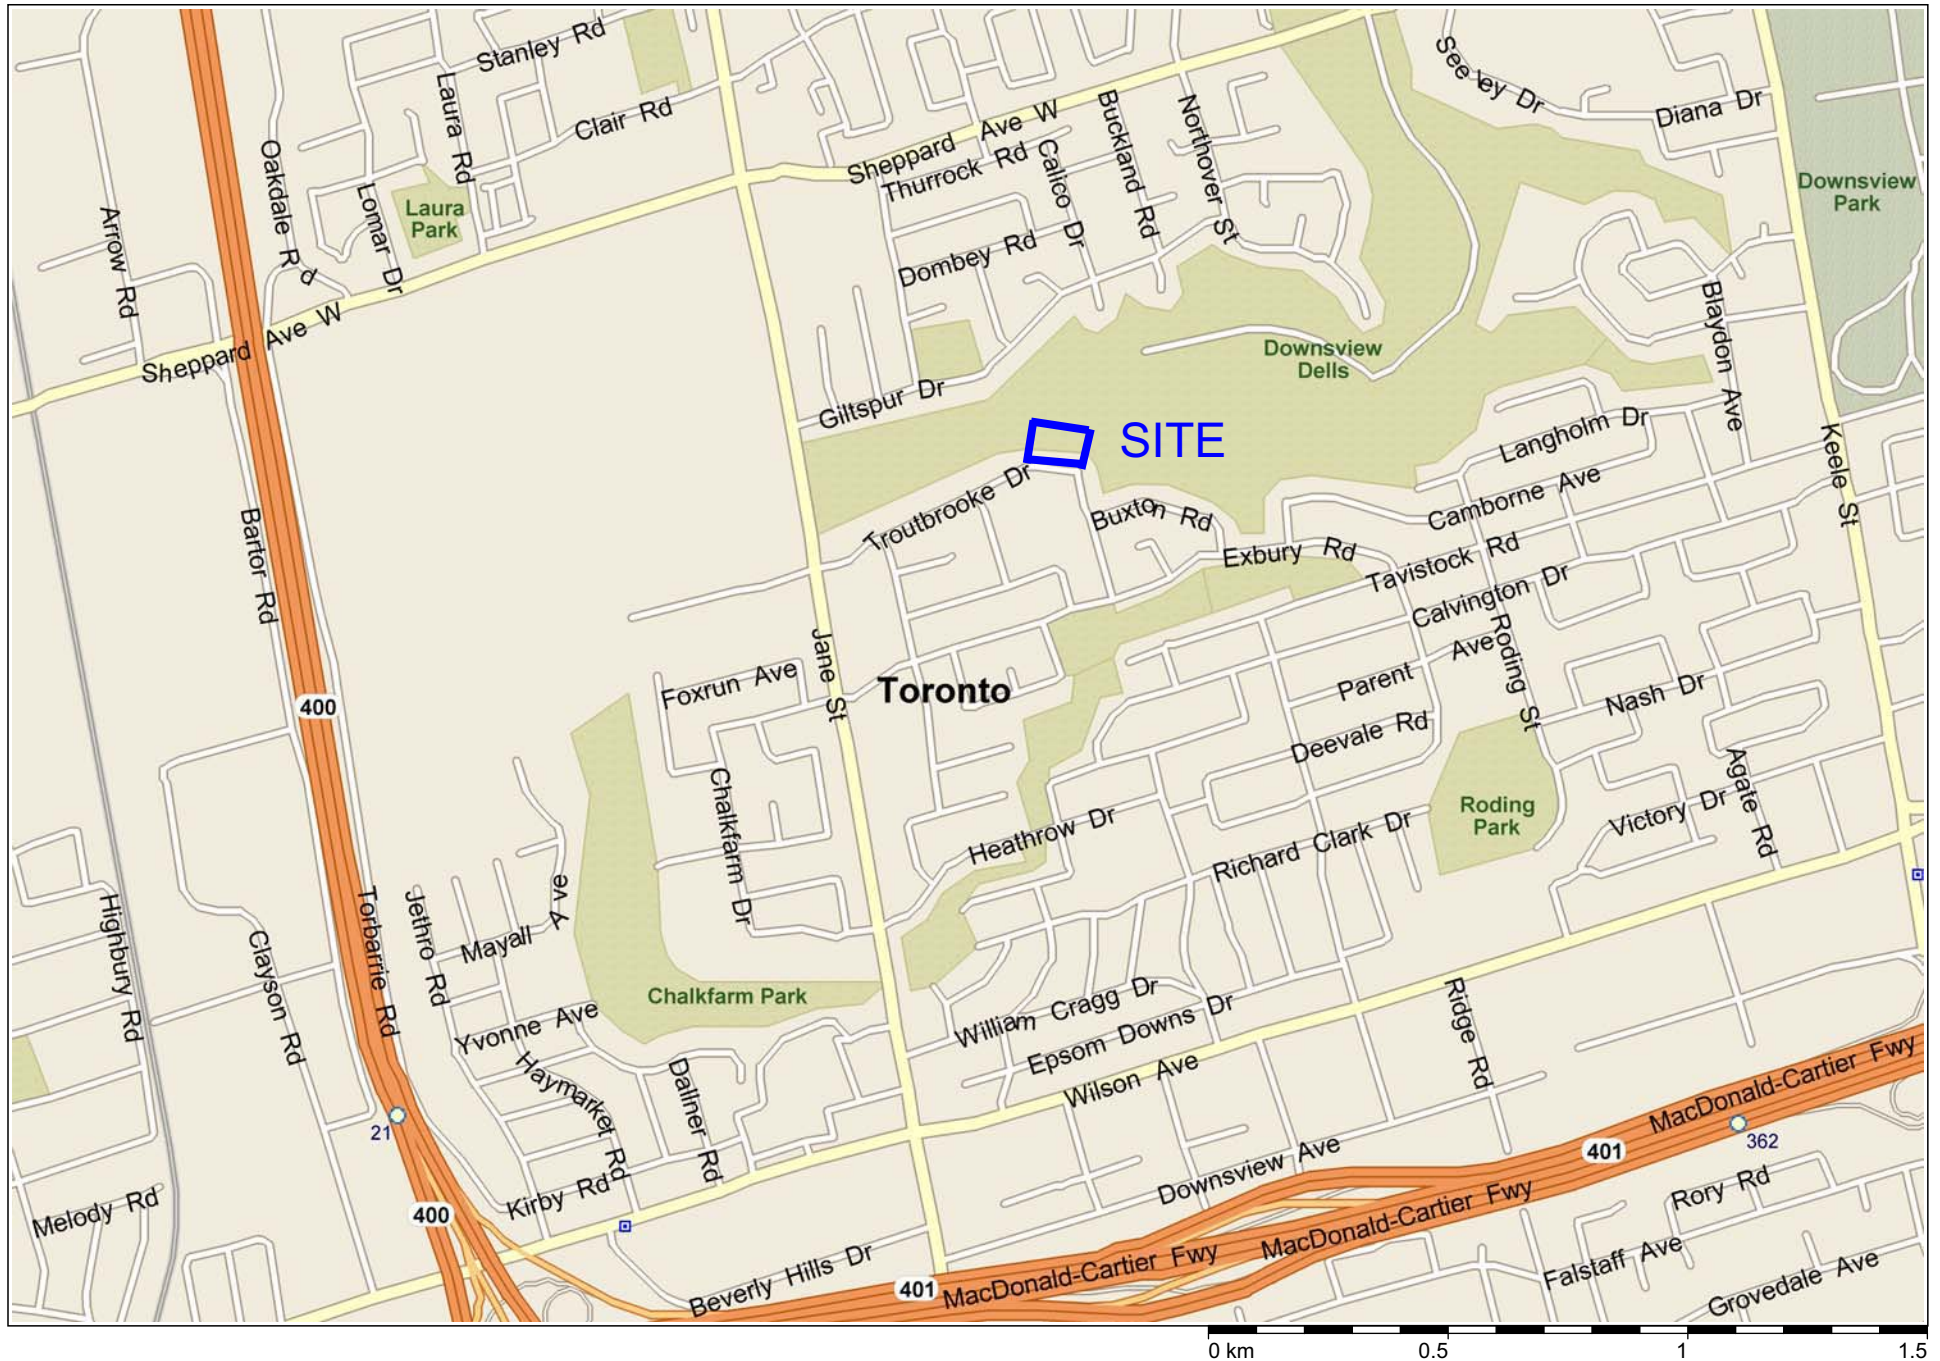 Stanley Rd
Laura Rd
Clair Rd
Seeley Dr
Diana Dr
Sheppard Ave W
Thurrock Rd
Calico Dr
Buckland Rd
Northover St
Oakdale Rd
Lomar Dr
Laura
Park
Arrow Rd
Downsview
Park
Dombey Rd
Sheppard Ave W
Blaydon Ave
Downsview
Dells
Giltspur Dr
SITE
Langholm Dr
Keele St
Troutbrooke Dr
Buxton Rd
Camborne Ave
Bartor Rd
Exbury Rd
Tavistock Rd
Calvington Dr
Roding St
Jane St
Foxrun Ave
Toronto
Parent Ave
Nash Dr
400
Deevale Rd
Chalkfarm Dr
Agate Rd
Roding
Park
Heathrow Dr
Richard Clark Dr
Victory Dr
Highbury Rd
Clayson Rd
Torbarrie Rd
Jethro Rd
Mayall Ave
Chalkfarm Park
Yvonne Ave
William Cragg Dr
Epsom Downs Dr
Ridge Rd
Haymarket Rd
Dallner Rd
Wilson Ave
MacDonald-Cartier Fwy
21
362
401
Downsview Ave
Melody Rd
400
Kirby Rd
Rory Rd
MacDonald-Cartier Fwy
Beverly Hills Dr
401
MacDonald-Cartier Fwy
Falstaff Ave
Grovedale Ave
0 km 0.5 1 1.5